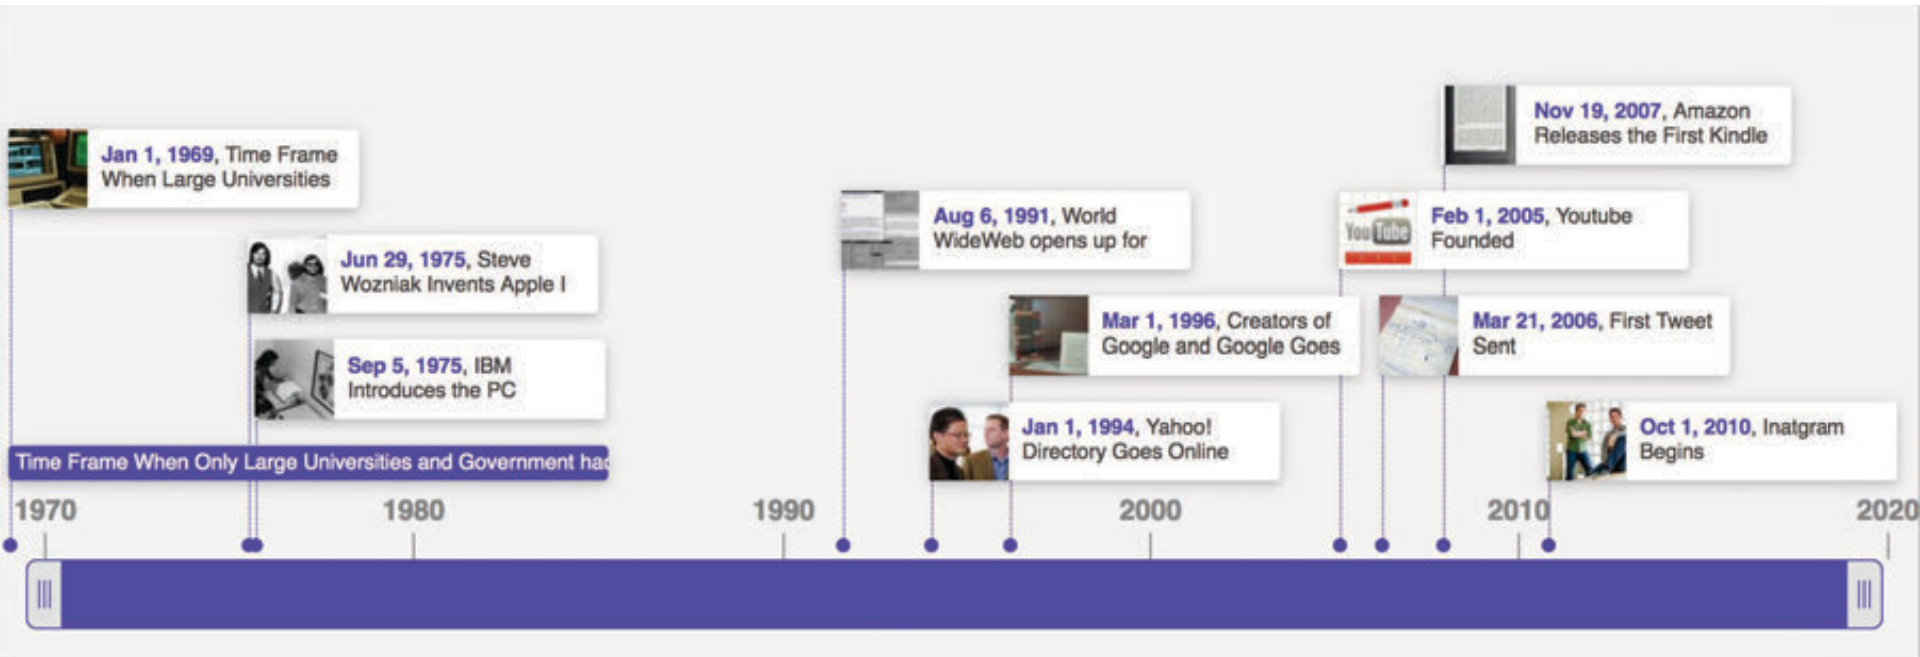 Nov 19, 2007, Amazon
Releases the First Kindle
Jan 1, 1969, Time Frame
When Large Universities
Aug 6, 1991, World
WideWeb opens up for
You Tube
Feb 1, 2005, Youtube
Founded
Jun 29, 1975, Steve
Wozniak Invents Apple I
Mar 1, 1996, Creators of
Google and Google Goes
Mar 21, 2006, First Tweet
Sent
Sep 5, 1975, IBM
Introduces the PC
Jan 1, 1994, Yahoo!
Directory Goes Online
Oct 1, 2010, Inatgram
Begins
Time Frame When Only Large Universities and Government had
1970 1980 1990 2000 2010 2020